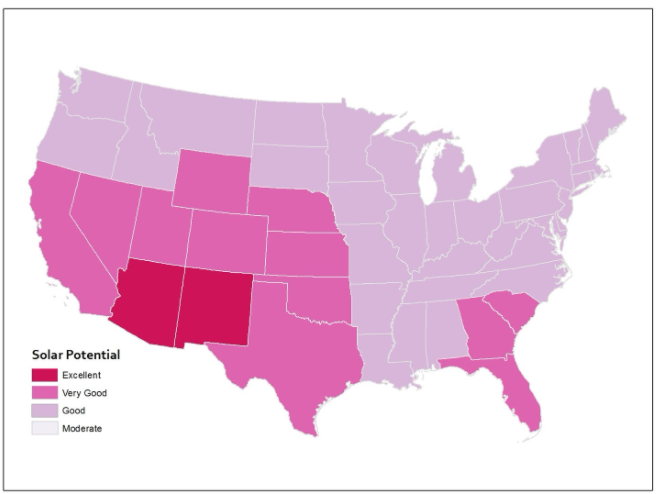 Solar Potential
Excellent
Very Good
Good
Moderate